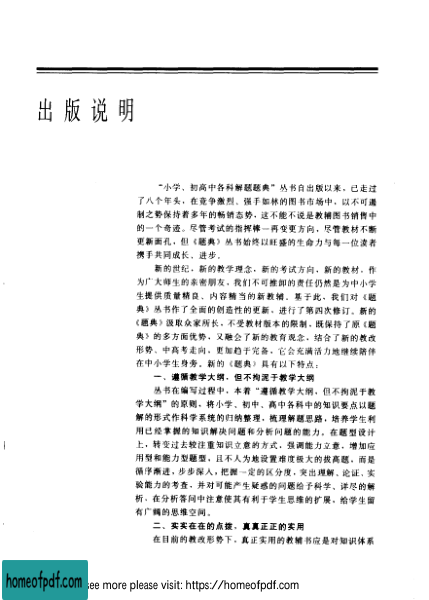 出版说明
“小学、初高中各科解题题典”丛书自出版以来，已走过
了八个年头，在竞争激烈、强手如林的图书市场中，以不可遏
制之势保持着多年的畅销态势，这不能不说是教辅图书销售中
的一个奇迹。尽管考试的指挥棒一再变更方向，尽管教材不断
更新面孔，但《题典》丛书始终以旺盛的生命力与每一位读者
携手共同成长、进步。
新的世纪，新的教学理念，新的考试方向，新的教材，作
为广大师生的亲密朋友，我们不可推卸的责任仍然是为中小学
生提供质量精良、内容精当的新教辅。基于此，我们对《题
典》丛书作了全面的创造性的更新，进行了第四次修订。新的
《题典》汲取众家所长，不受教材版本的限制，既保持了原《题
典》的多方面优势，又融合了新的教育观念，结合了新的教改
形势、中高考走向，更加趋于完备，它会充满活力地继续陪伴
在中小学生身旁。新的《题典》具有以下特点：
一、遵循教学大纲，但不拘泥于教学大纲
丛书在编写过程中，本着“遵循教学大纲，但不拘泥于教
学大纲”的原则，将小学、初中、高中各科中的知识要点以题
解的形式作科学系统的归纳整理，梳理解题思路，培养学生利
用已经掌握的知识解决问题和分析问题的能力。在题型设计
上，转变过去较注重知识立意的方式，强调能力立意，增加应
用型和能力型题型，且不人为地设置难度极大的拔高题，而是
循序渐进，步步深入，把握一定的区分度，突出理解、论证、实
验能力的考查，并对可能产生疑惑的问题给予科学、详尽的解
析，在分析答问中注意使其有利于学生思维的扩展，给学生留
有广阔的思维空间。
二、实实在在的点拨，真真正正的实用
在目前的教改形势下，真正实用的教辅书应是对知识体系
homeofpdf.com
see more please visit: https://homeofpdf.com